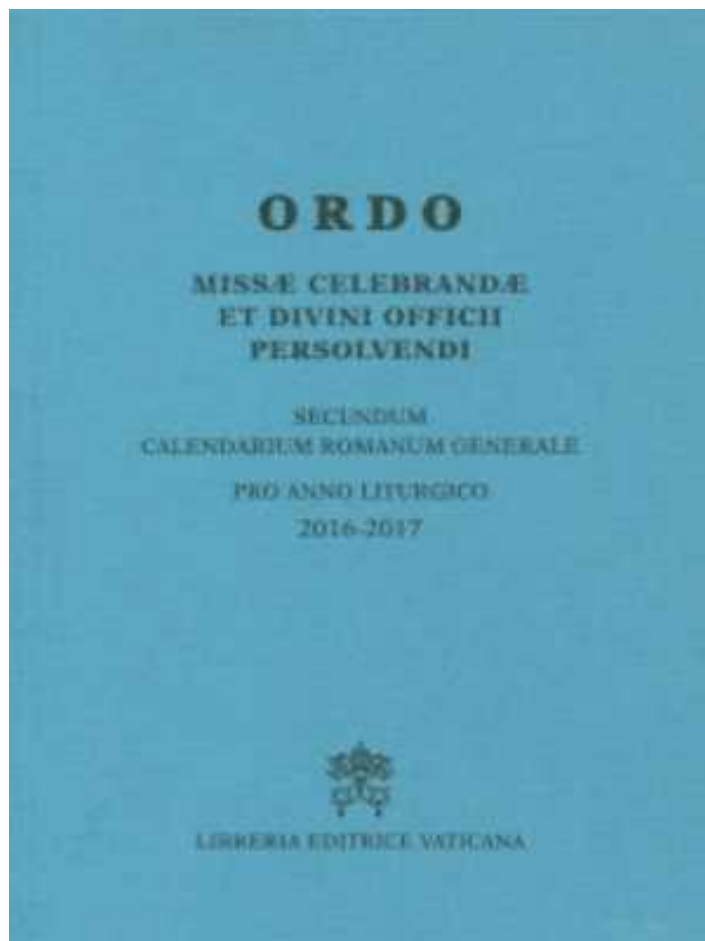 ORDO
MISSÆ CELEBRANDÆ
ET DIVINI OFFICII
PERSOLVENDI
SECUNDUM
CALENDARIUM ROMANUM GENERALE
PRO ANNO LITURGICO
2016-2017
LIBRERIA EDITRICE VATICANA